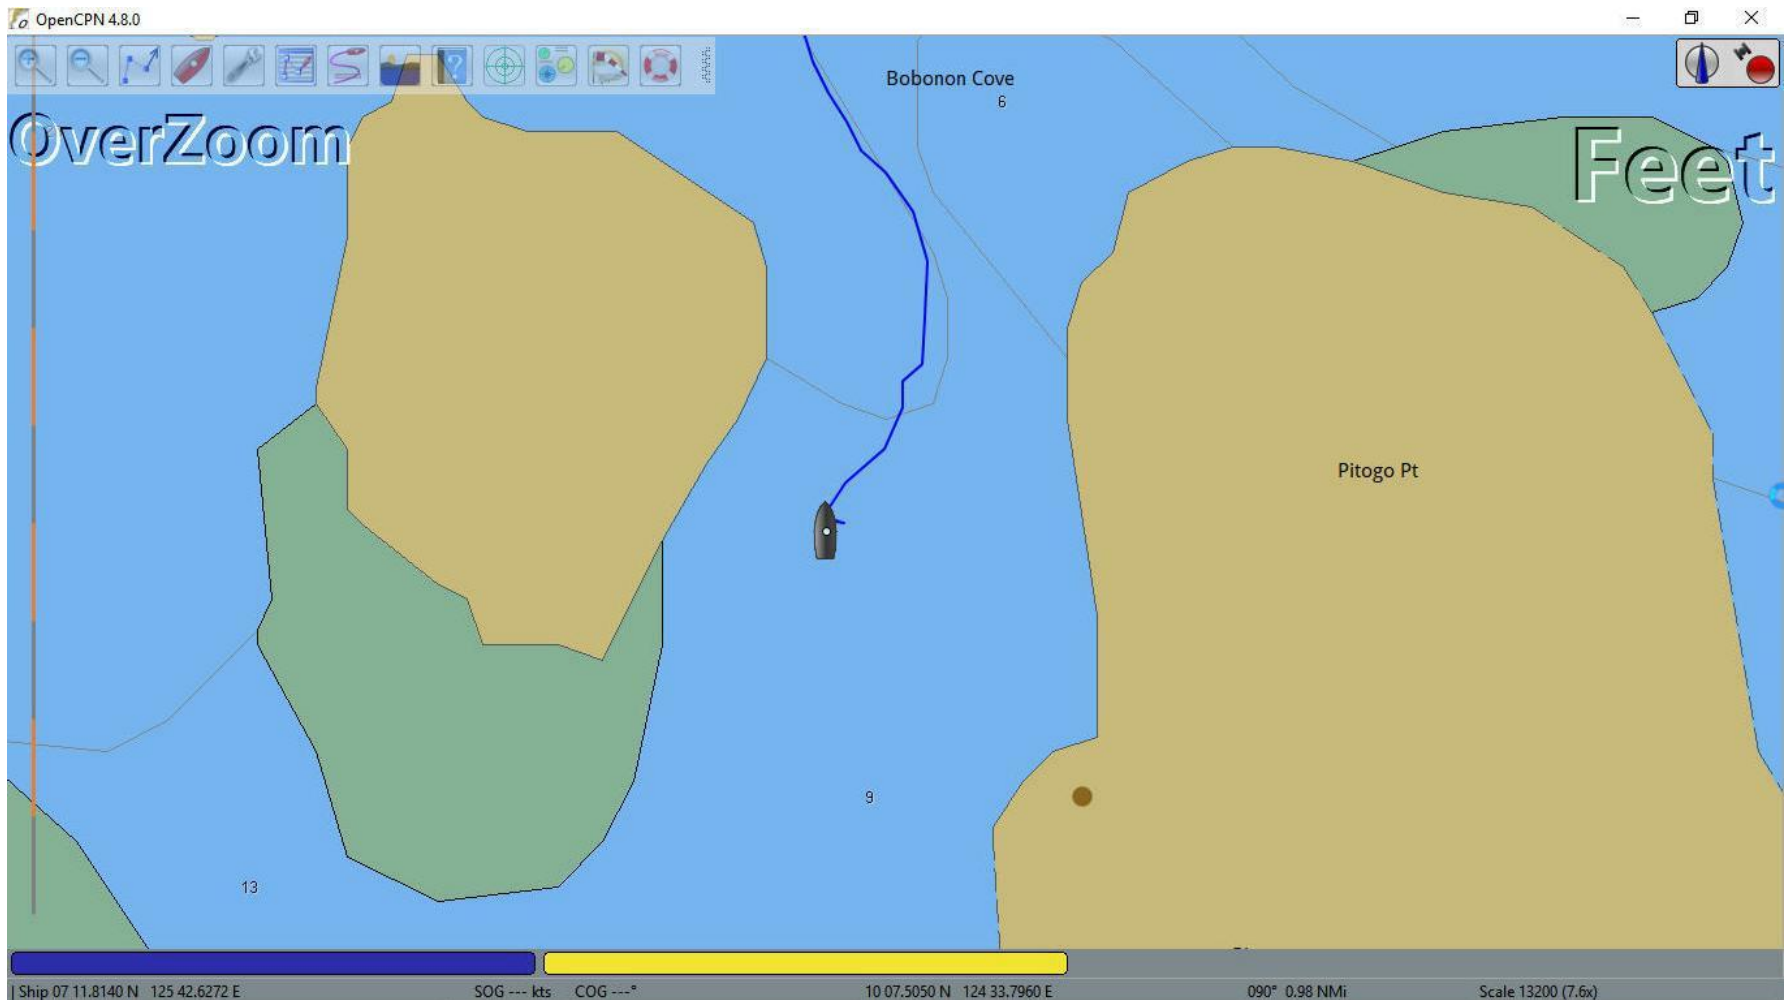 OpenCPN 4.8.0
Bobonon Cove
6
OverZoom
Feet
Pitogo Pt
9
13
| Ship 07 11.8140 N 125 42.6272 E SOG --- kts COG ---° 10 07.5050 N 124 33.7960 E 090° 0.98 NMi Scale 13200 (7.6x)